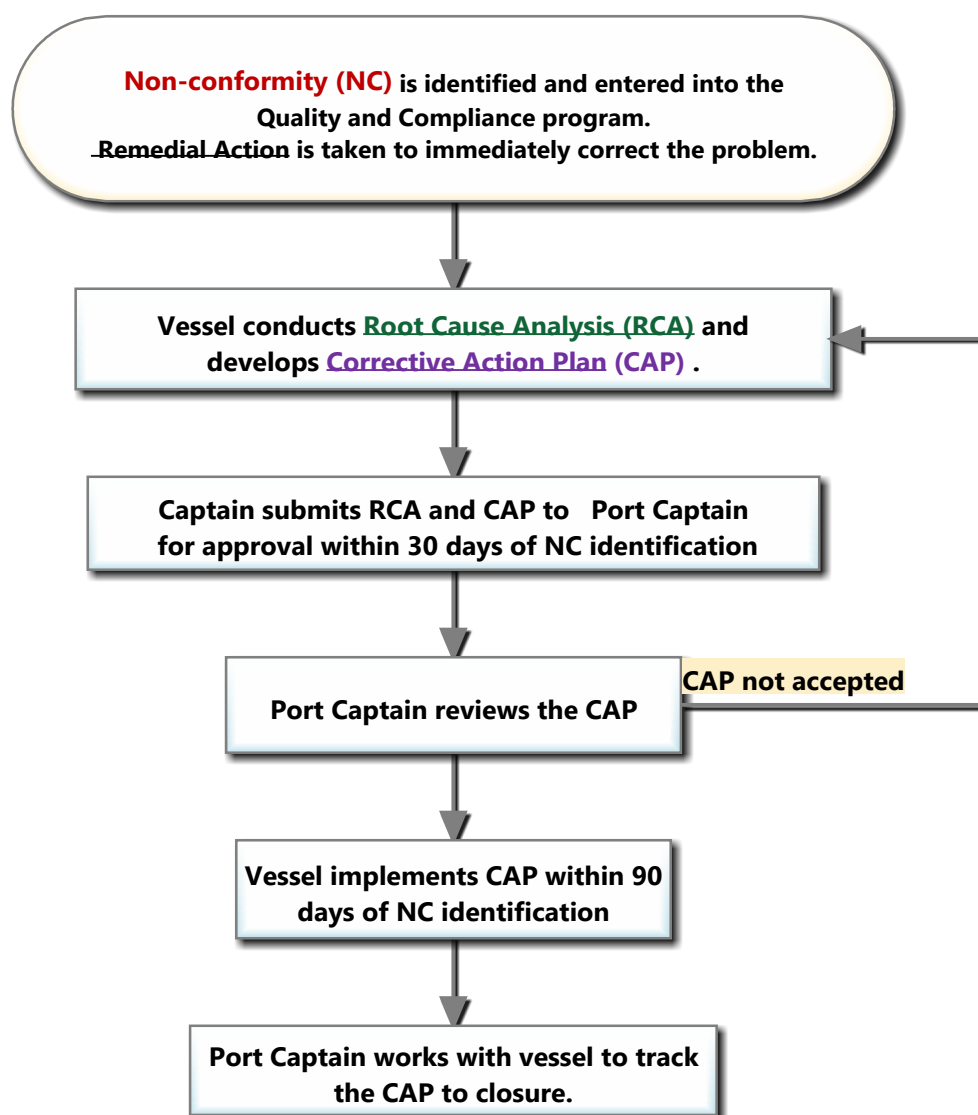 Non-conformity (NC) is identified and entered into the
Quality and Compliance program.
Remedial Action is taken to immediately correct the problem.
Vessel conducts Root Cause Analysis (RCA) and
develops Corrective Action Plan (CAP) .
Captain submits RCA and CAP to Port Captain
for approval within 30 days of NC identification
CAP not accepted
Port Captain reviews the CAP
Vessel implements CAP within 90
days of NC identification
Port Captain works with vessel to track
the CAP to closure.